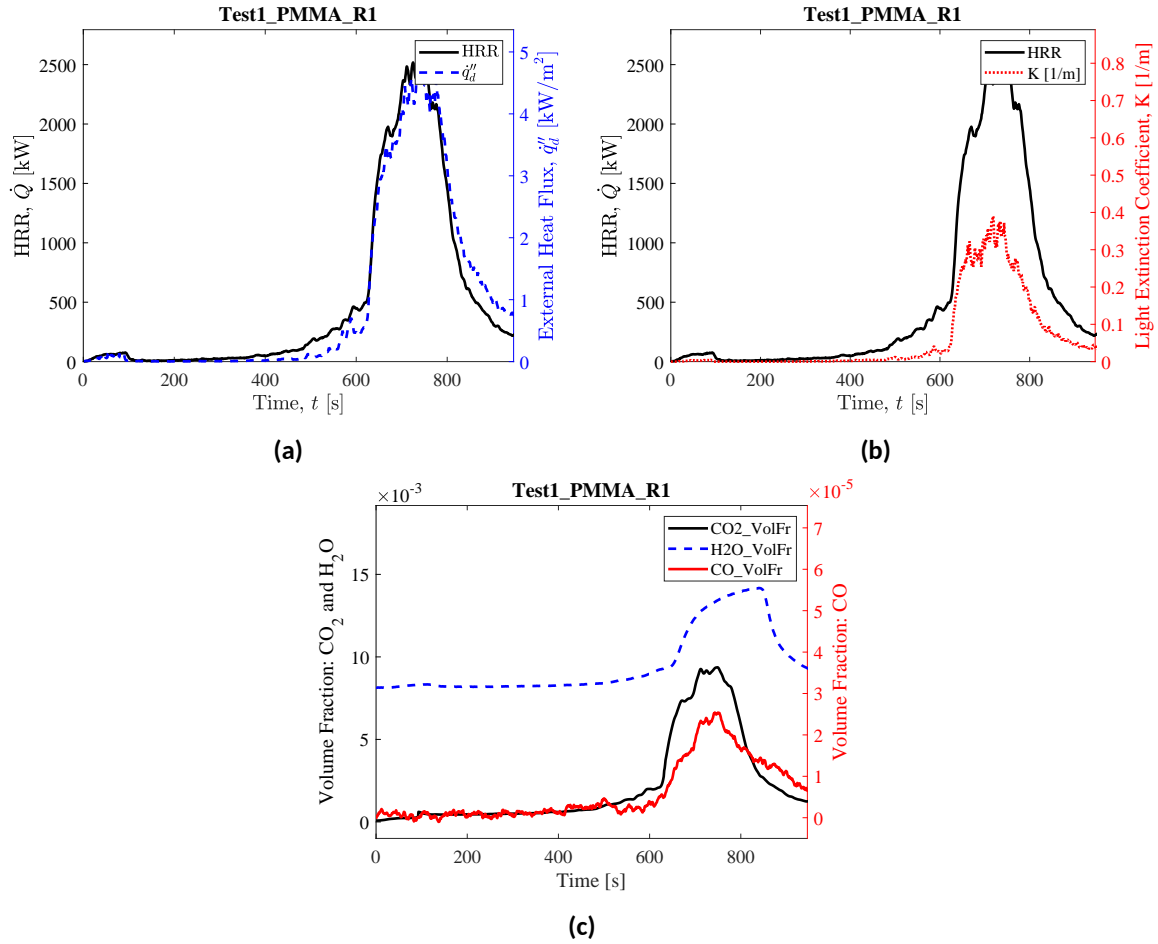 Test1_PMMA_R1
HRR
q̇″d
2500
2000
1500
1000
500
0
HRR, Q̇ [kW]
5
4
3
2
1
0
External Heat Flux, q̇″d [kW/m²]
0 200 400 600 800
Time, t [s]
(a)
Test1_PMMA_R1
HRR
K [1/m]
2500
2000
1500
1000
500
0
HRR, Q̇ [kW]
0.8
0.7
0.6
0.5
0.4
0.3
0.2
0.1
0
Light Extinction Coefficient, K [1/m]
0 200 400 600 800
Time, t [s]
(b)
Test1_PMMA_R1
×10⁻³
×10⁻⁵
CO2_VolFr
H2O_VolFr
CO_VolFr
15
10
5
0
Volume Fraction: CO₂ and H₂O
7
6
5
4
3
2
1
0
Volume Fraction: CO
0 200 400 600 800
Time [s]
(c)